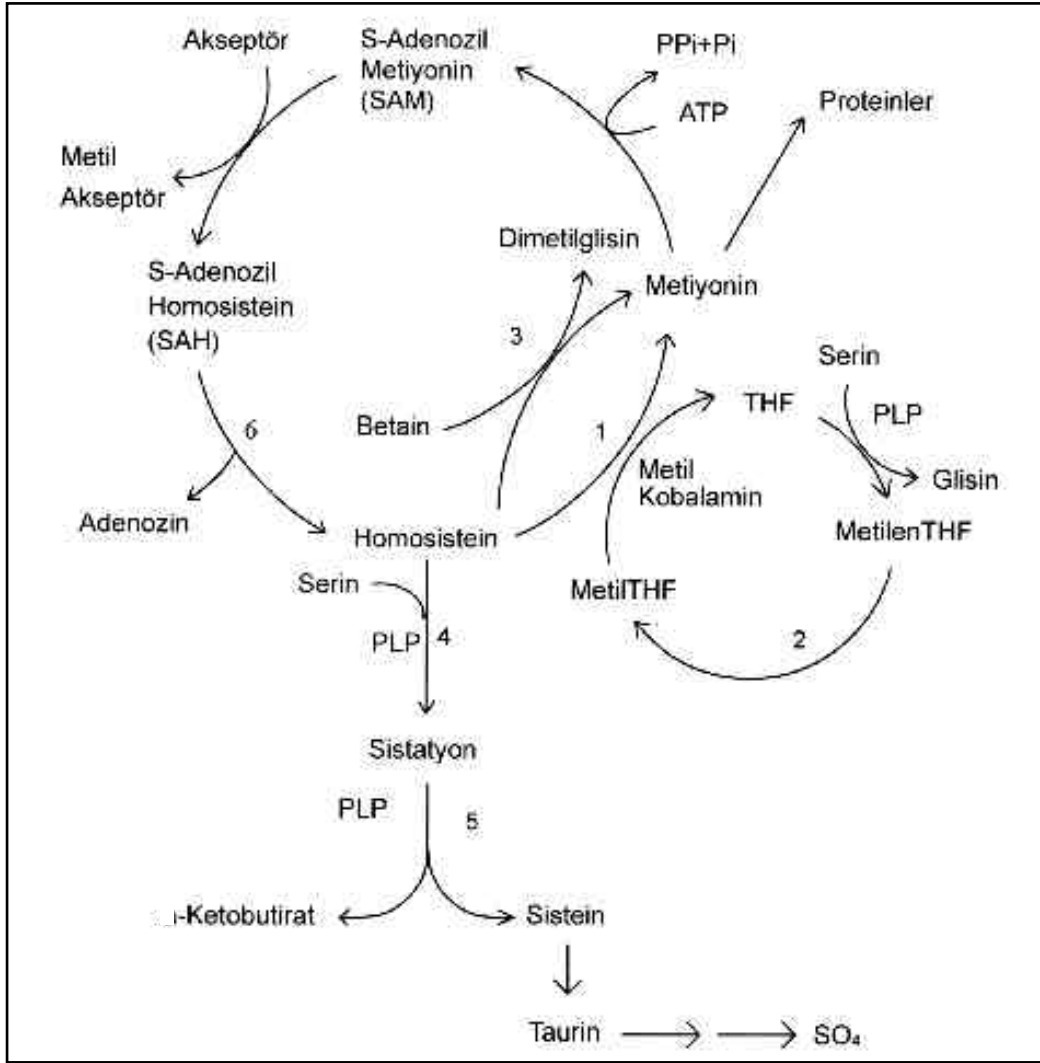 Akseptör
S-Adenozil
Metiyonin
(SAM)
PPi+Pi
ATP
Proteinler
Metil
Akseptör
Dimetilglisin
S-Adenozil
Homosistein
(SAH)
Metiyonin
3
Serin
6
Betain
1
THF
PLP
Metil
Kobalamin
Glisin
Adenozin
Homosistein
MetilenTHF
Serin
MetilTHF
PLP
4
2
Sistatyon
PLP
5
-Ketobutirat
Sistein
Taurin
SO₄